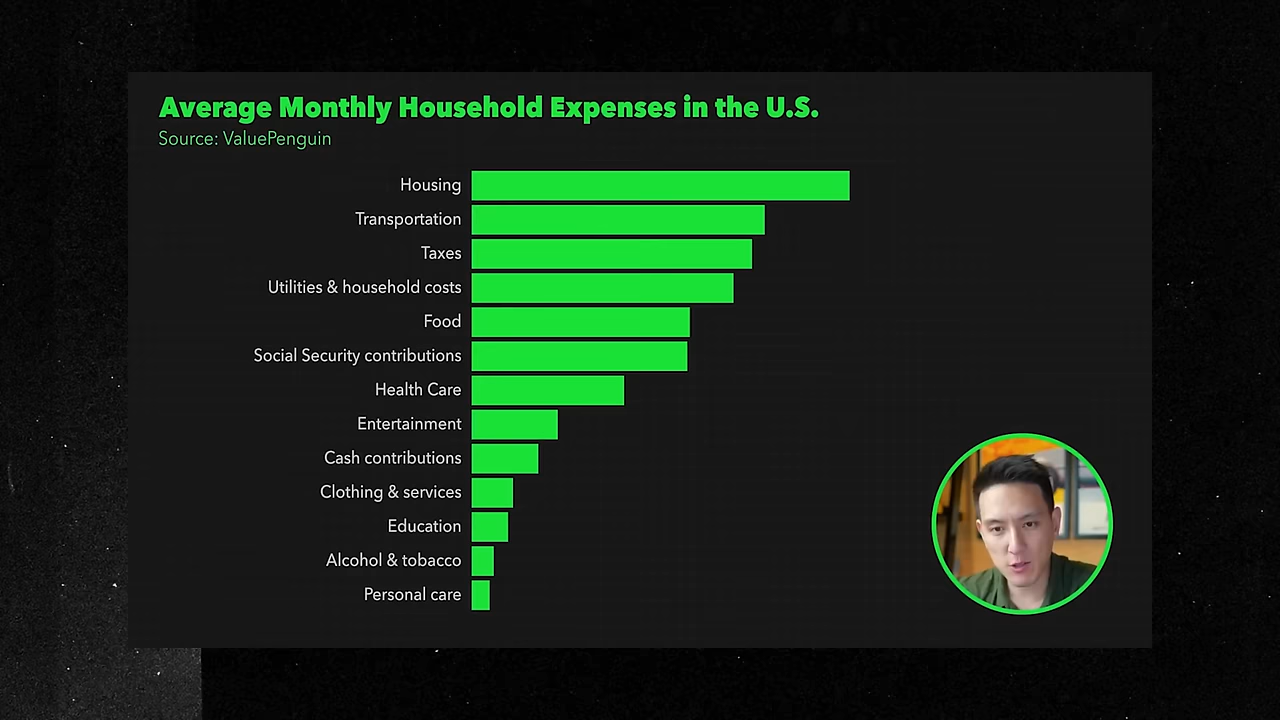 Average Monthly Household Expenses in the U.S.
Source: ValuePenguin
Housing
Transportation
Taxes
Utilities & household costs
Food
Social Security contributions
Health Care
Entertainment
Cash contributions
Clothing & services
Education
Alcohol & tobacco
Personal care